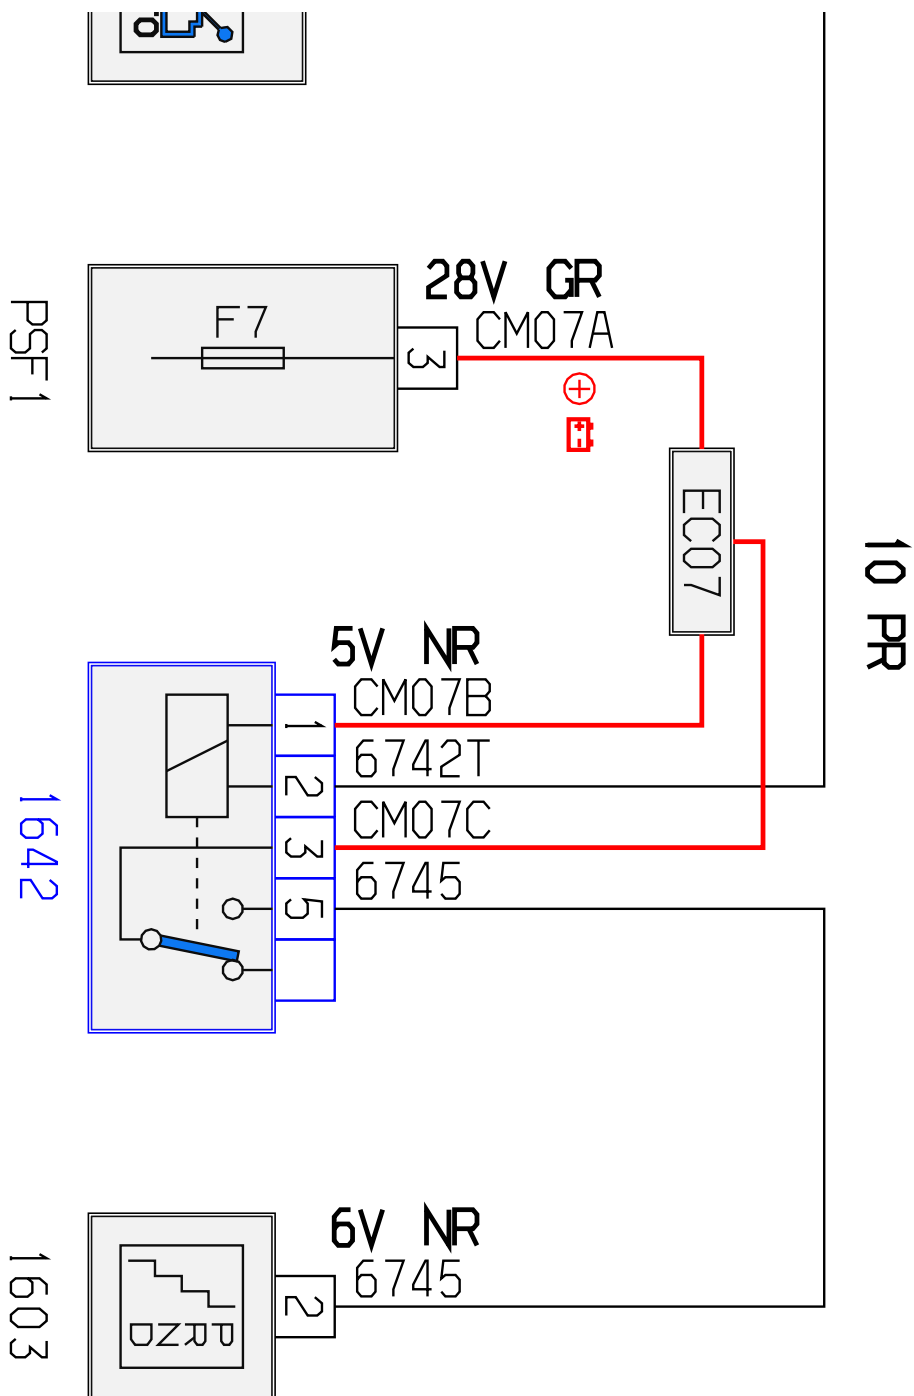 PSF1
F7
3
28V GR
CM07A
EC07
10 PR
1642
1
2
3
5
5V NR
CM07B
6742T
CM07C
6745
1603
PRND
2
6V NR
6745